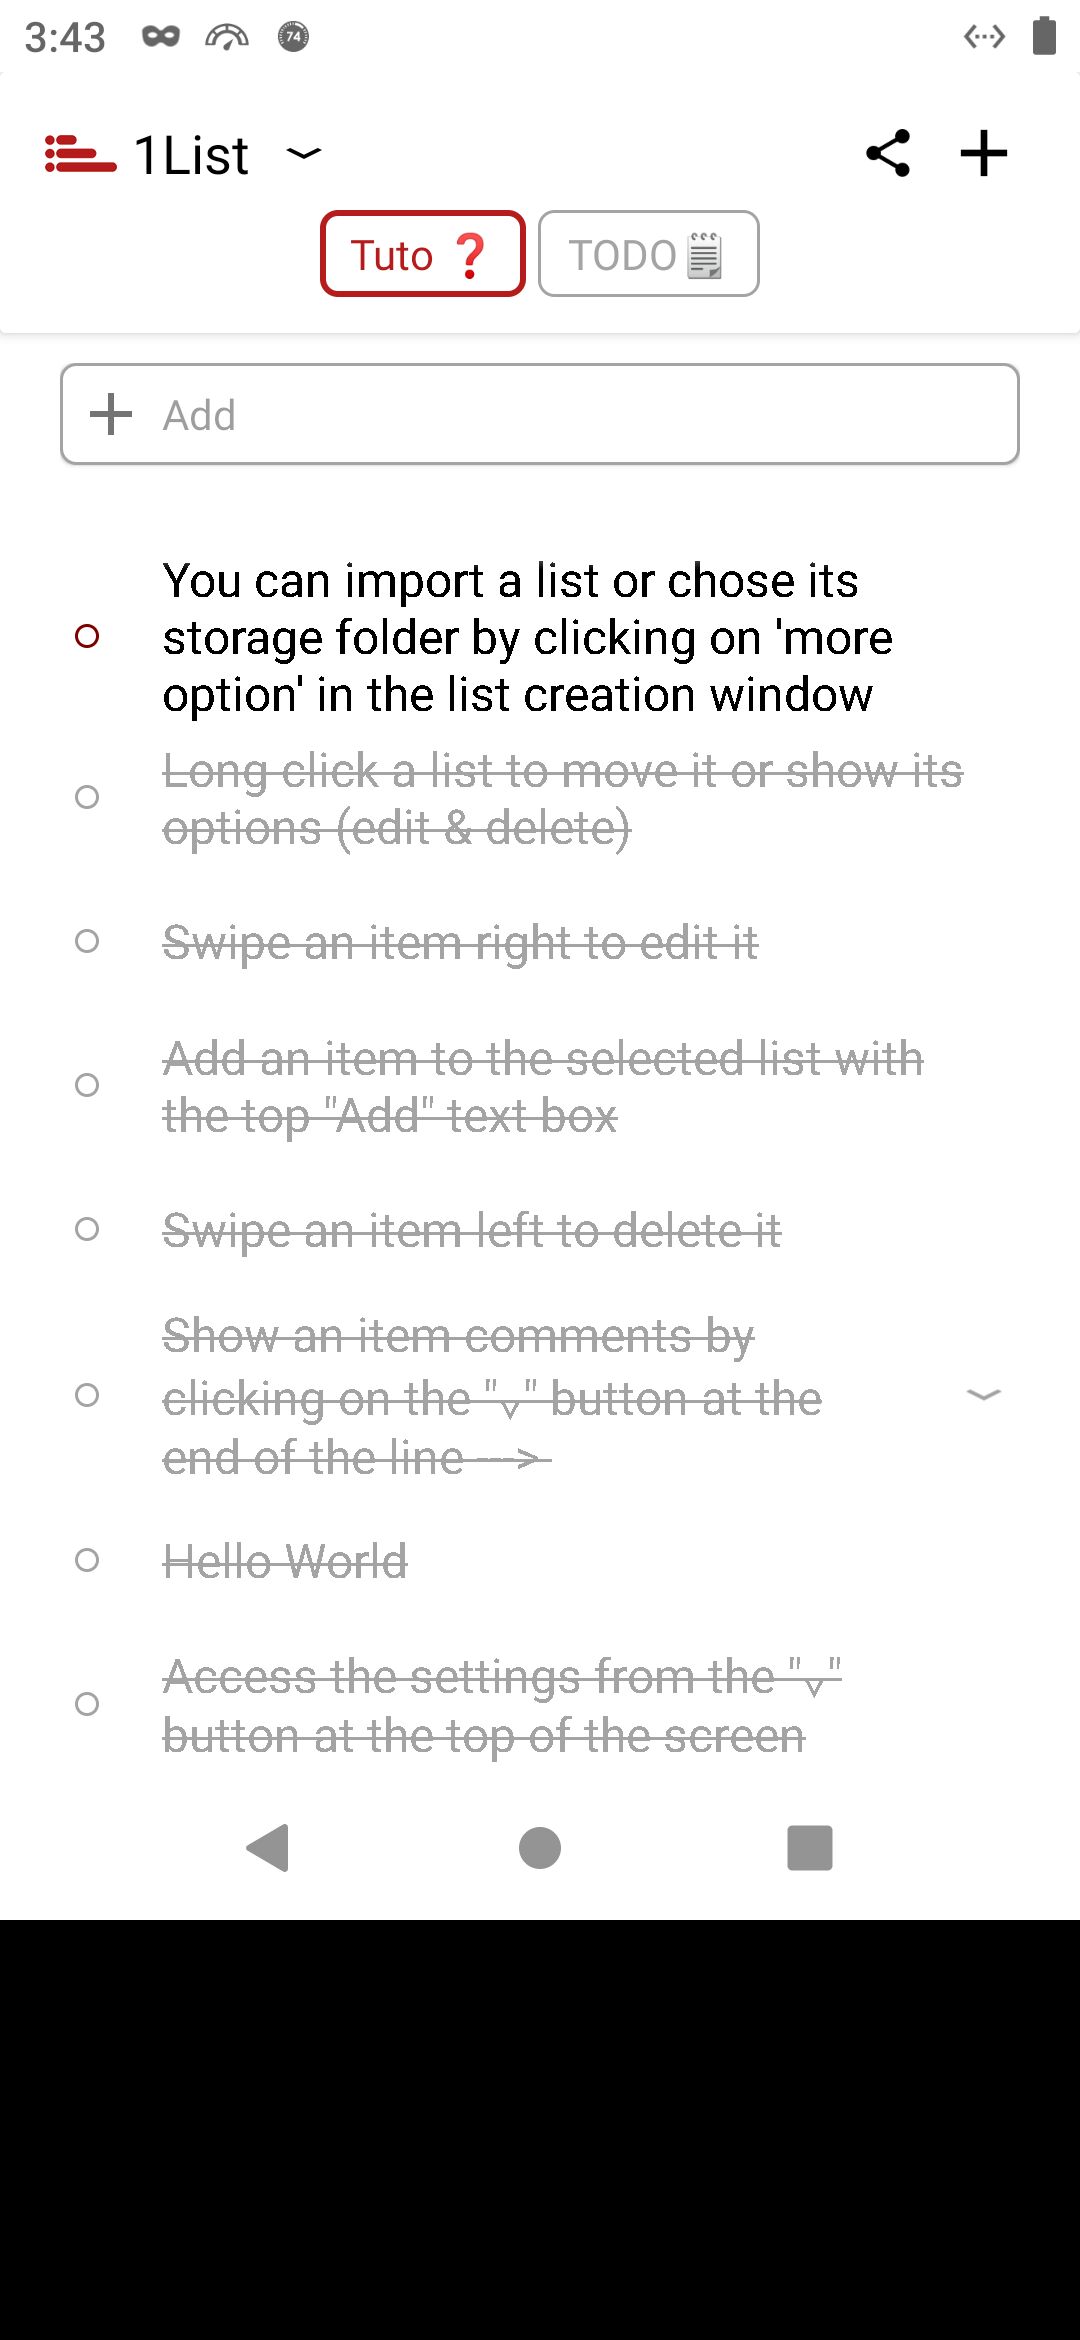 3:43
74
1List
Tuto ❓
TODO🗒
Add
You can import a list or chose its
storage folder by clicking on 'more
option' in the list creation window
Long click a list to move it or show its
options (edit & delete)
Swipe an item right to edit it
Add an item to the selected list with
the top "Add" text box
Swipe an item left to delete it
Show an item comments by
clicking on the "﹀" button at the
end of the line --->
Hello World
Access the settings from the "﹀"
button at the top of the screen